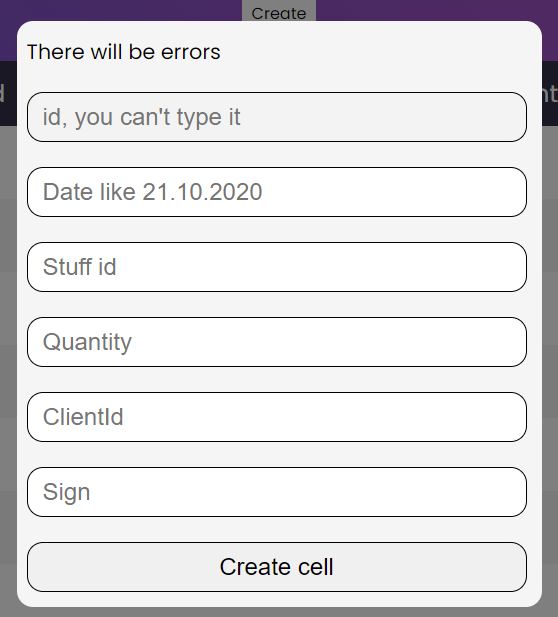 Create
There will be errors
id, you can't type it
Date like 21.10.2020
Stuff id
Quantity
ClientId
Sign
Create cell